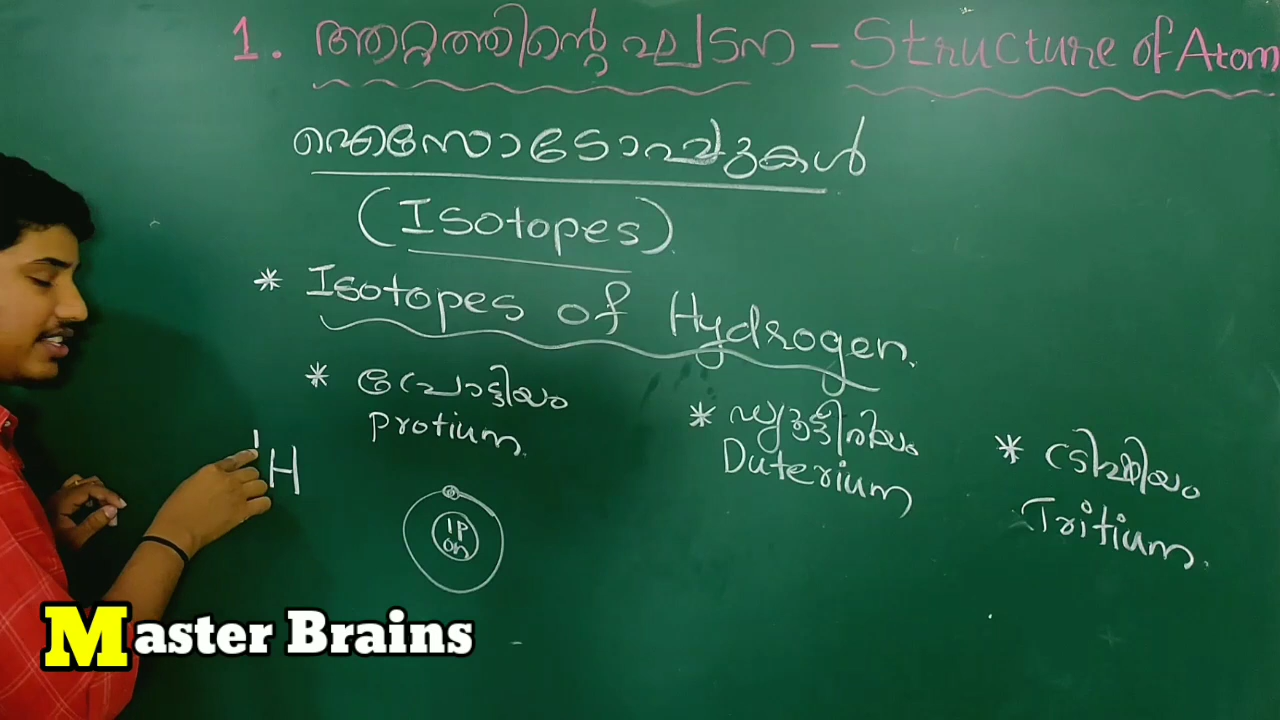 1. ആറ്റത്തിന്റെ ഘടന - Structure of Atom
ഐസോടോപ്പുകൾ
(Isotopes)
* Isotopes of Hydrogen.
* പ്രോട്ടിയം
Protium.
* ഡ്യൂട്ടീരിയം
Duterium
* ട്രിഷിയം
Tritium.
1
H
1P
0n
Master Brains